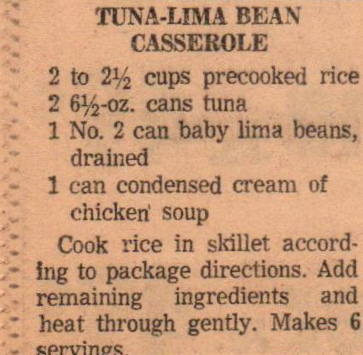 TUNA-LIMA BEAN
CASSEROLE
2 to 2½ cups precooked rice
2 6½-oz. cans tuna
1 No. 2 can baby lima beans,
drained
1 can condensed cream of
chicken soup
Cook rice in skillet accord-
ing to package directions. Add
remaining ingredients and
heat through gently. Makes 6
servings.